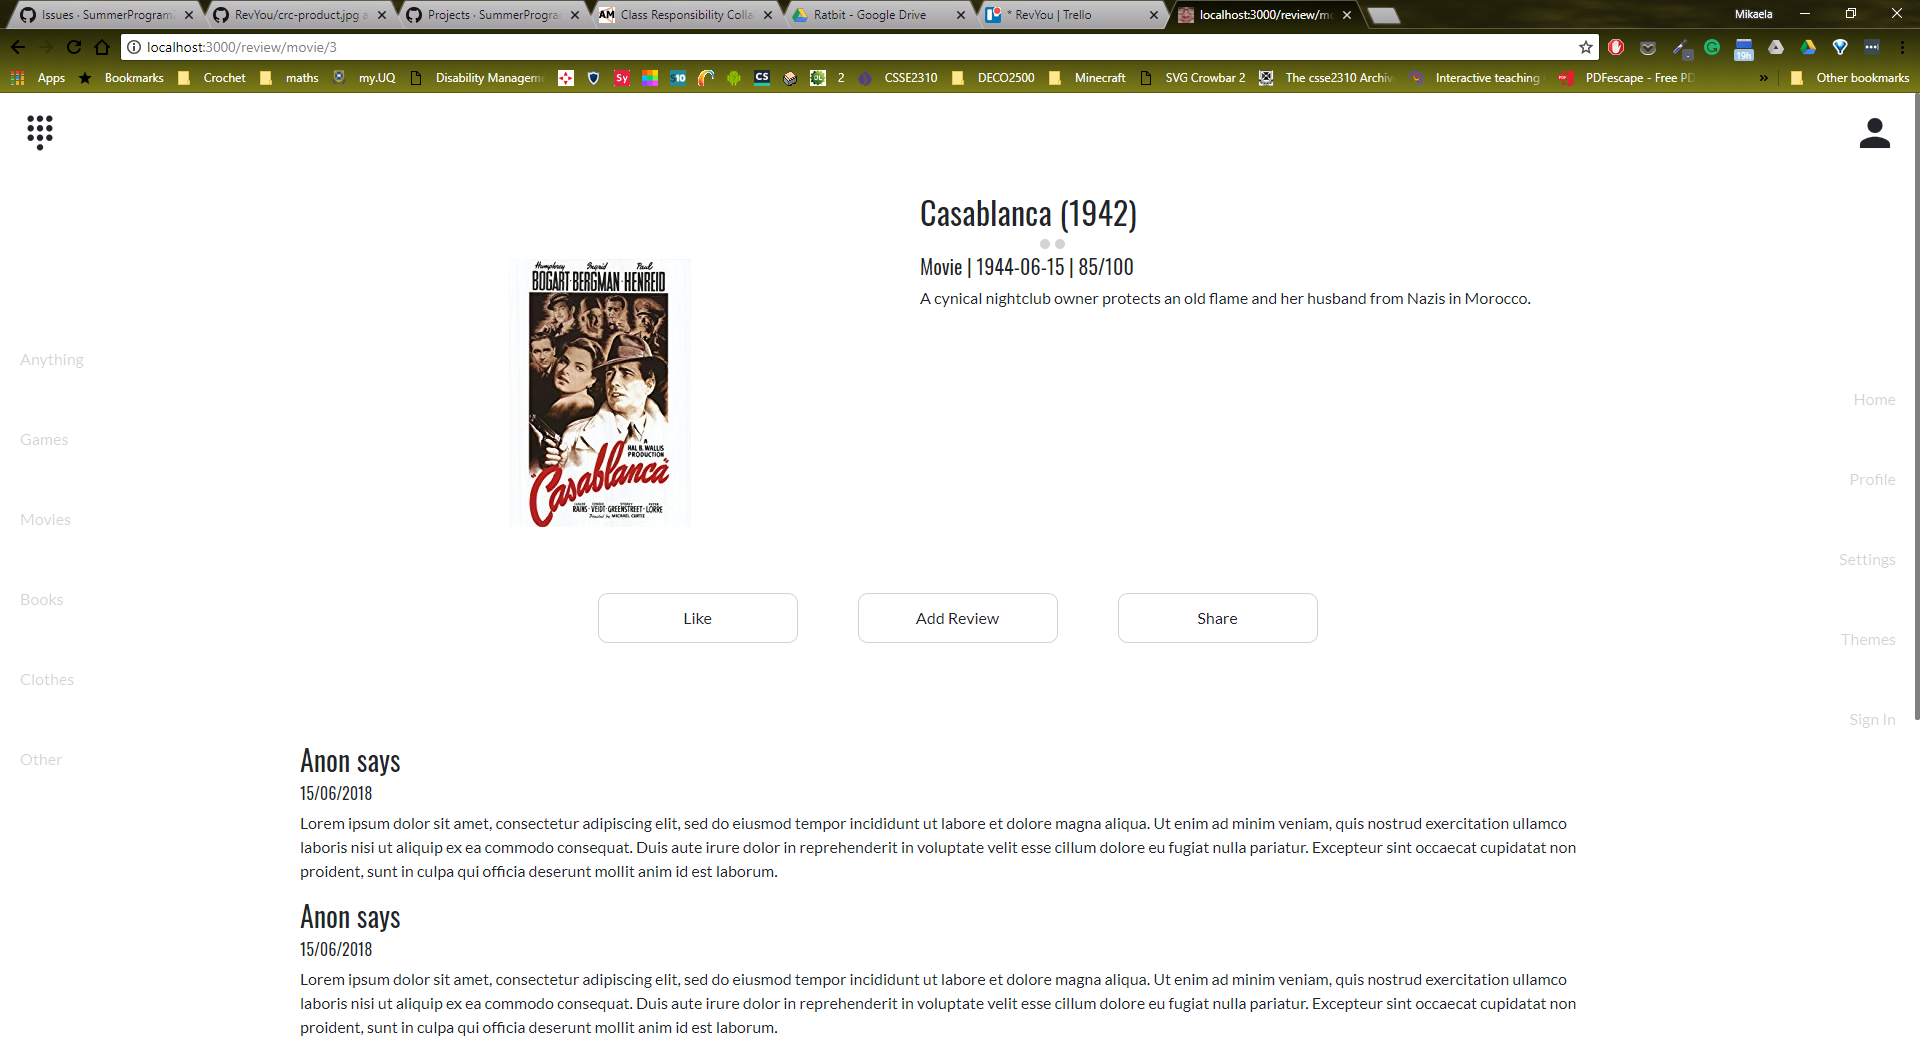 Issues · SummerProgram
RevYou/crc-product.jpg a
Projects · SummerProgra
AM
Class Responsibility Colla
Ratbit - Google Drive
* RevYou | Trello
localhost:3000/review/mo
Mikaela
localhost:3000/review/movie/3
19h
Apps
Bookmarks
Crochet
maths
my.UQ
Disability Managem
Sy
S10
CS
DL
2
CSSE2310
DECO2500
Minecraft
SVG Crowbar 2
The csse2310 Archiv
Interactive teaching
PDFescape - Free PD
»
Other bookmarks
Casablanca (1942)
Movie | 1944-06-15 | 85/100
A cynical nightclub owner protects an old flame and her husband from Nazis in Morocco.
Humphrey Ingrid Paul
BOGART·BERGMAN·HENREID
A
HAL B. WALLIS
PRODUCTION
"Casablanca"
RAINS·VEIDT·GREENSTREET·LORRE
Directed by MICHAEL CURTIZ
Anything
Games
Movies
Books
Clothes
Other
Home
Profile
Settings
Themes
Sign In
Like
Add Review
Share
Anon says
15/06/2018
Lorem ipsum dolor sit amet, consectetur adipiscing elit, sed do eiusmod tempor incididunt ut labore et dolore magna aliqua. Ut enim ad minim veniam, quis nostrud exercitation ullamco
laboris nisi ut aliquip ex ea commodo consequat. Duis aute irure dolor in reprehenderit in voluptate velit esse cillum dolore eu fugiat nulla pariatur. Excepteur sint occaecat cupidatat non
proident, sunt in culpa qui officia deserunt mollit anim id est laborum.
Anon says
15/06/2018
Lorem ipsum dolor sit amet, consectetur adipiscing elit, sed do eiusmod tempor incididunt ut labore et dolore magna aliqua. Ut enim ad minim veniam, quis nostrud exercitation ullamco
laboris nisi ut aliquip ex ea commodo consequat. Duis aute irure dolor in reprehenderit in voluptate velit esse cillum dolore eu fugiat nulla pariatur. Excepteur sint occaecat cupidatat non
proident, sunt in culpa qui officia deserunt mollit anim id est laborum.